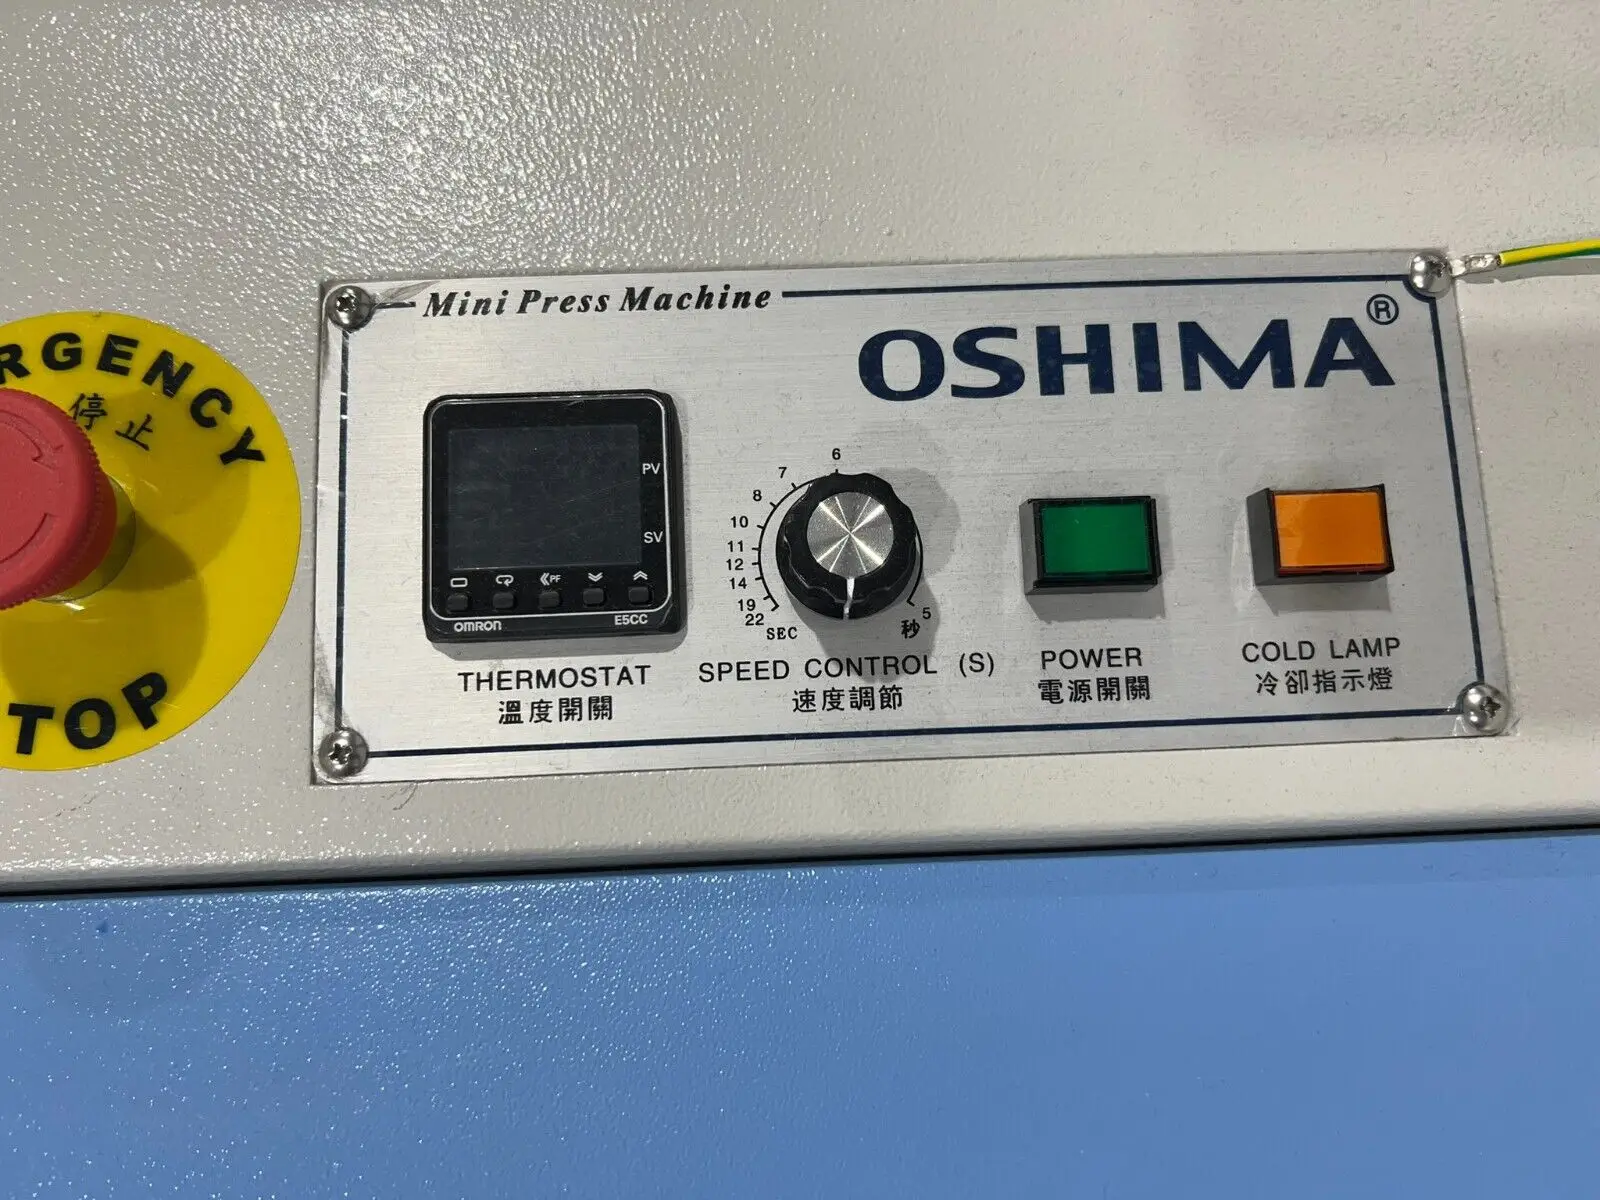 Mini Press Machine
OSHIMA®
RGENCY
停止
TOP
PV
SV
PF
OMRON
E5CC
6
7
8
10
11
12
14
19
22
SEC
5
秒
THERMOSTAT
溫度開關
SPEED CONTROL (S)
速度調節
POWER
電源開關
COLD LAMP
冷卻指示燈